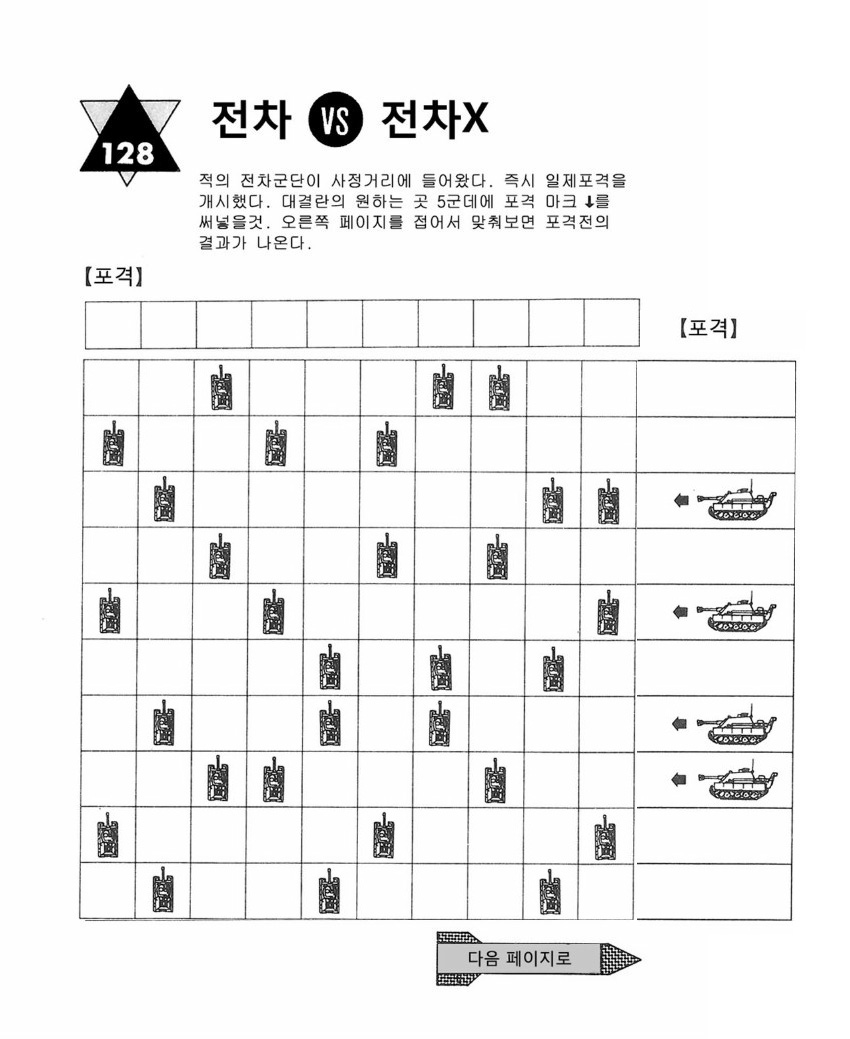 128
전차 VS 전차X
적의 전차군단이 사정거리에 들어왔다. 즉시 일제포격을
개시했다. 대결란의 원하는 곳 5군데에 포격 마크 ⬇를
써넣을것. 오른쪽 페이지를 접어서 맞춰보면 포격전의
결과가 나온다.
【포격】
【포격】
다음 페이지로